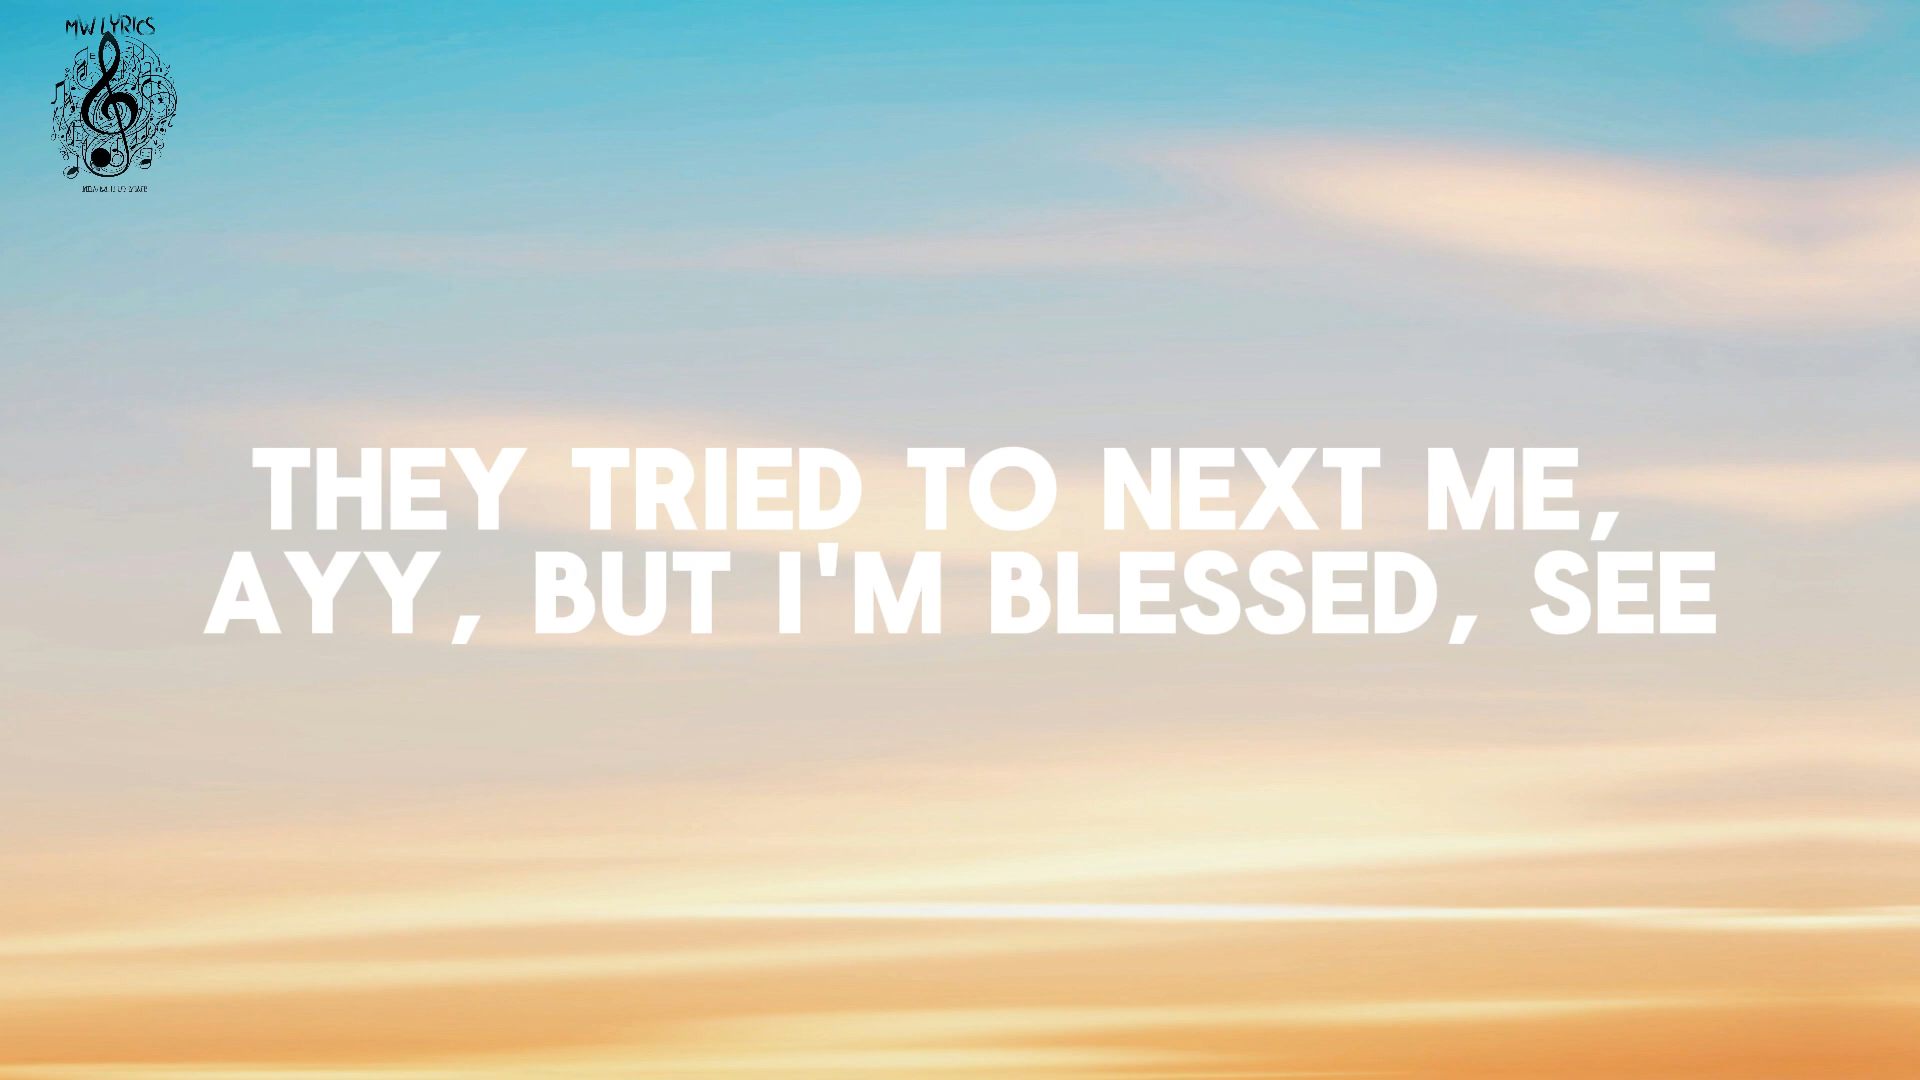 MW LYRICS
THEY TRIED TO NEXT ME,
AYY, BUT I'M BLESSED, SEE